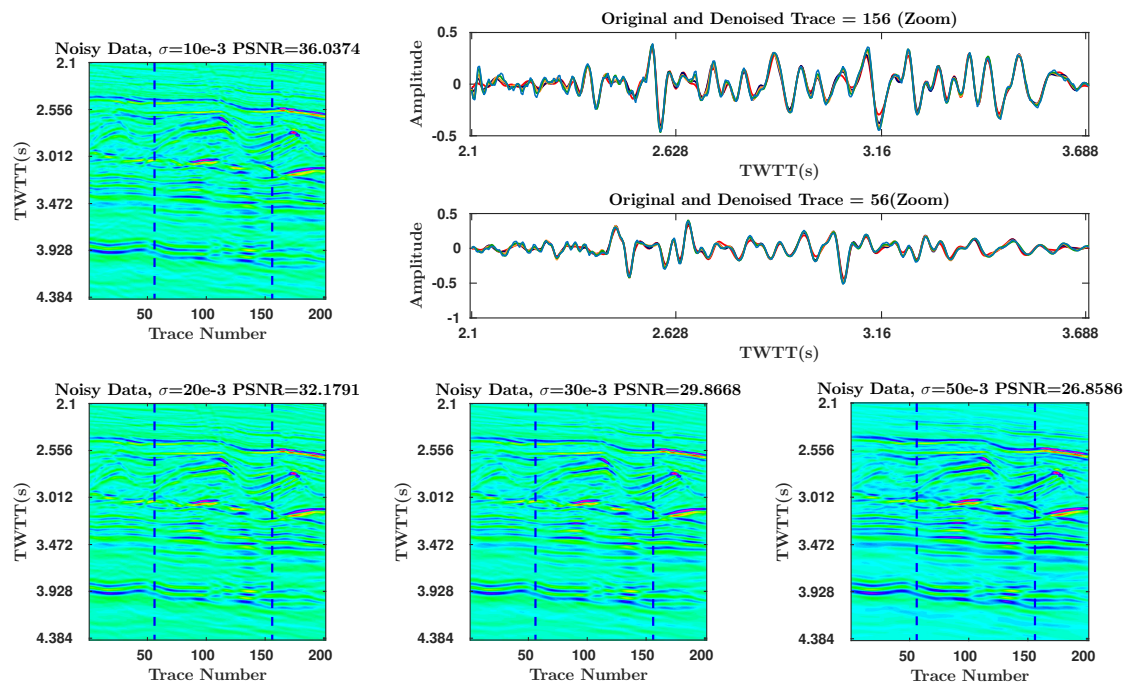 Noisy Data, σ=10e-3 PSNR=36.0374
2.1
2.556
3.012
3.472
3.928
4.384
TWTT(s)
50 100 150 200
Trace Number
Original and Denoised Trace = 156 (Zoom)
0.5
0
-0.5
Amplitude
2.1 2.628 3.16 3.688
TWTT(s)
Original and Denoised Trace = 56(Zoom)
0.5
0
-1
Amplitude
2.1 2.628 3.16 3.688
TWTT(s)
Noisy Data, σ=20e-3 PSNR=32.1791
2.1
2.556
3.012
3.472
3.928
4.384
TWTT(s)
50 100 150 200
Trace Number
Noisy Data, σ=30e-3 PSNR=29.8668
2.1
2.556
3.012
3.472
3.928
4.384
TWTT(s)
50 100 150 200
Trace Number
Noisy Data, σ=50e-3 PSNR=26.8586
2.1
2.556
3.012
3.472
3.928
4.384
TWTT(s)
50 100 150 200
Trace Number